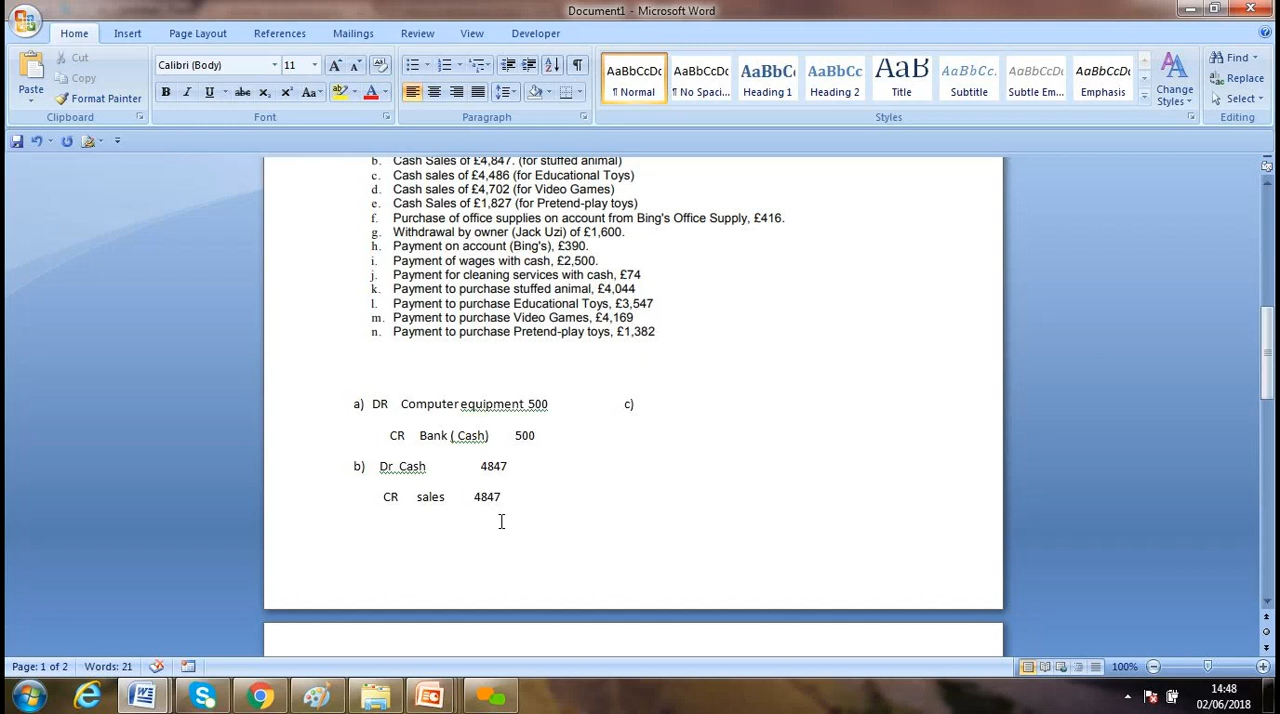 Document1 - Microsoft Word
Home Insert Page Layout References Mailings Review View Developer
Cut
Copy
Format Painter
Paste
Clipboard
Calibri (Body) 11
Font
Paragraph
AaBbCcDc AaBbCcDc AaBbC AaBbCc AaB AaBbCc. AaBbCcDc AaBbCcDc
¶ Normal ¶ No Spaci... Heading 1 Heading 2 Title Subtitle Subtle Em... Emphasis
Styles
Change Styles
Find
Replace
Select
Editing
b. Cash Sales of £4,847. (for stuffed animal)
c. Cash sales of £4,486 (for Educational Toys)
d. Cash sales of £4,702 (for Video Games)
e. Cash Sales of £1,827 (for Pretend-play toys)
f. Purchase of office supplies on account from Bing's Office Supply, £416.
g. Withdrawal by owner (Jack Uzi) of £1,600.
h. Payment on account (Bing's), £390.
i. Payment of wages with cash, £2,500.
j. Payment for cleaning services with cash, £74
k. Payment to purchase stuffed animal, £4,044
l. Payment to purchase Educational Toys, £3,547
m. Payment to purchase Video Games, £4,169
n. Payment to purchase Pretend-play toys, £1,382
a) DR Computer equipment 500 c)
CR Bank ( Cash) 500
b) Dr Cash 4847
CR sales 4847
Page: 1 of 2 Words: 21 100%
14:48
02/06/2018